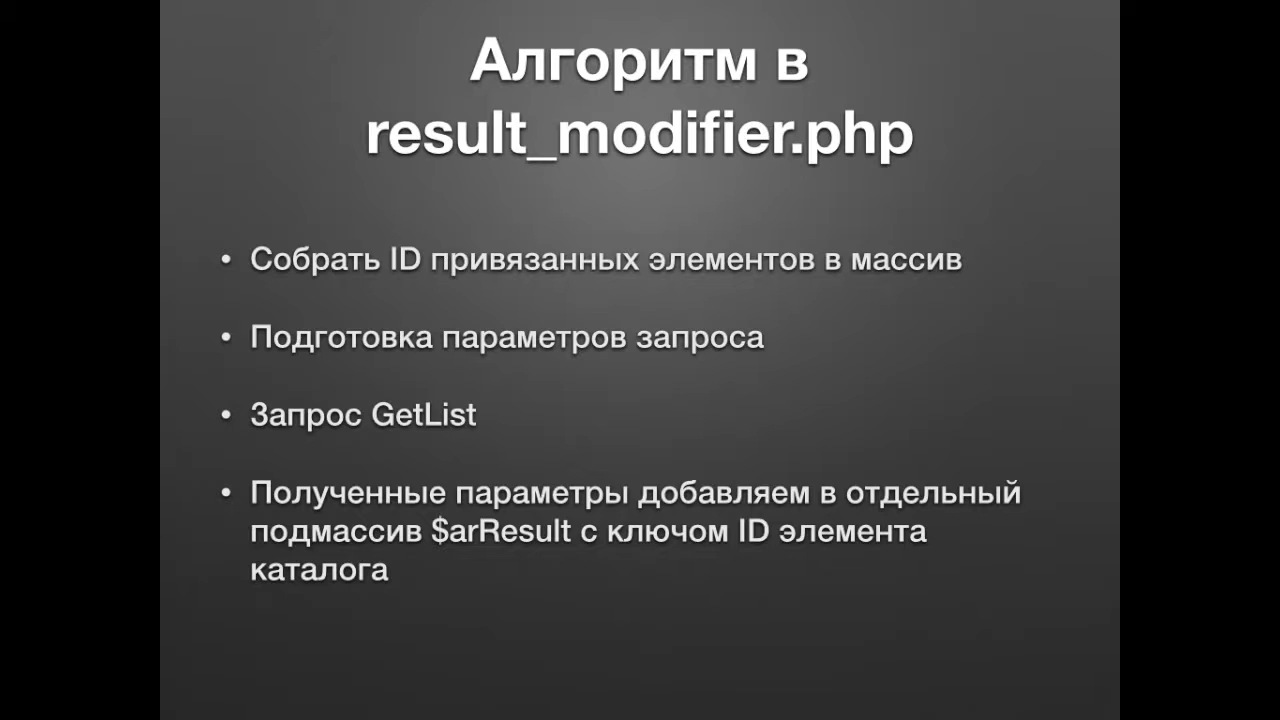 Алгоритм в
result_modifier.php
• Собрать ID привязанных элементов в массив
• Подготовка параметров запроса
• Запрос GetList
• Полученные параметры добавляем в отдельный
подмассив $arResult с ключом ID элемента
каталога